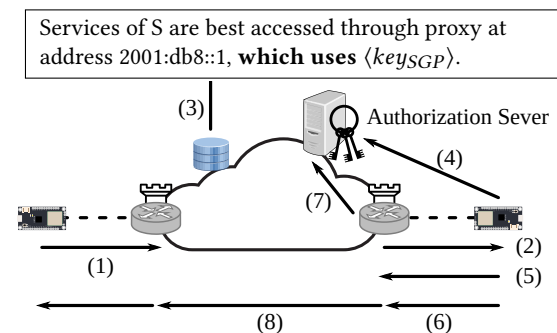 Services of S are best accessed through proxy at
address 2001:db8::1, which uses ⟨keySGP⟩.
(3)
Authorization Sever
(4)
(7)
(1)
(2)
(5)
(8)
(6)